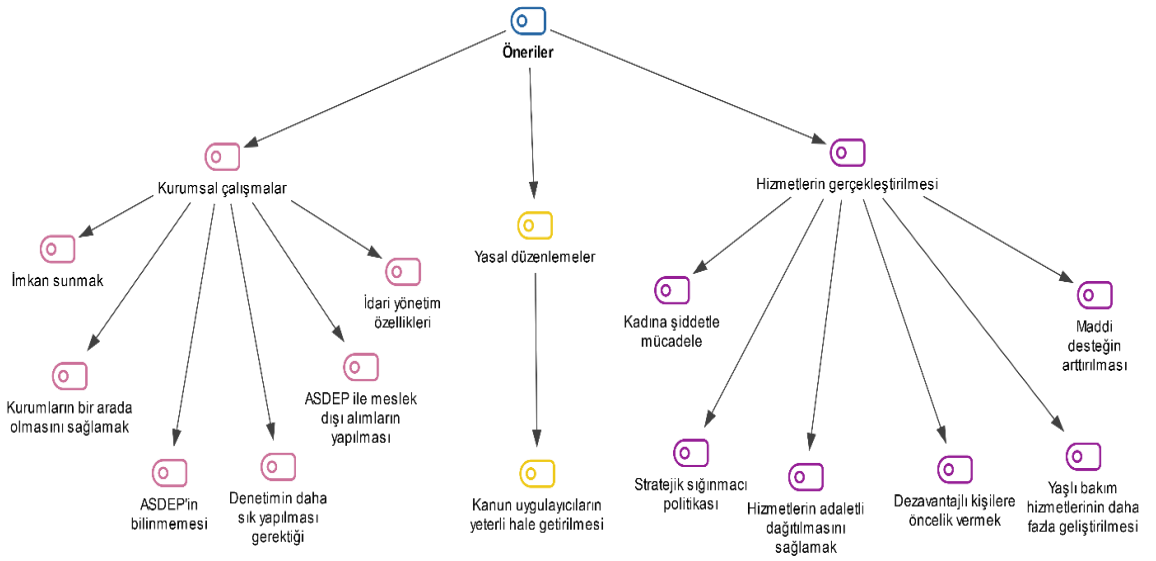 Öneriler
Kurumsal çalışmalar
Hizmetlerin gerçekleştirilmesi
Yasal düzenlemeler
İmkan sunmak
İdari yönetim
özellikleri
Kadına şiddetle
mücadele
Maddi
desteğin
arttırılması
Kurumların bir arada
olmasını sağlamak
ASDEP ile meslek
dışı alımların
yapılması
ASDEP'in
bilinmemesi
Denetimin daha
sık yapılması
gerektiği
Kanun uygulayıcıların
yeterli hale getirilmesi
Stratejik sığınmacı
politikası
Hizmetlerin adaletli
dağıtılmasını
sağlamak
Dezavantajlı kişilere
öncelik vermek
Yaşlı bakım
hizmetlerinin daha
fazla geliştirilmesi